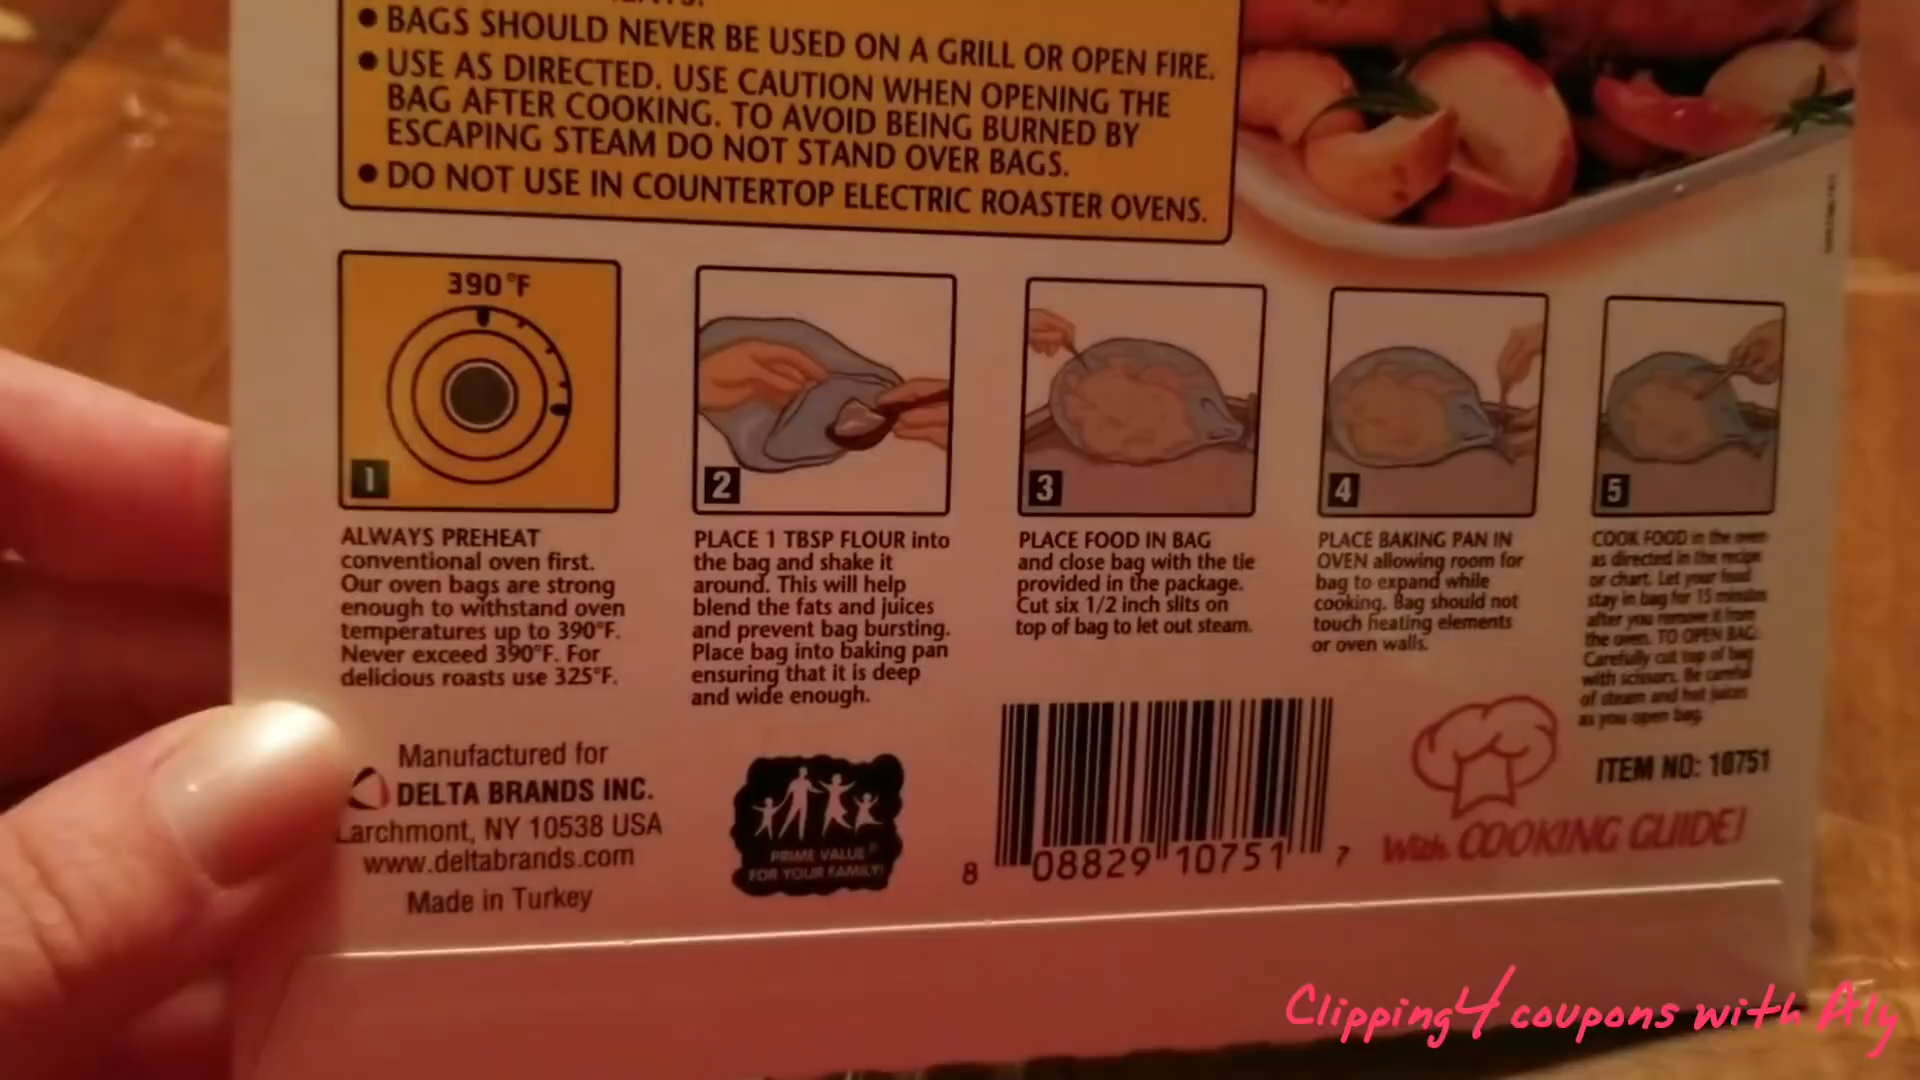 • BAGS SHOULD NEVER BE USED ON A GRILL OR OPEN FIRE.
• USE AS DIRECTED. USE CAUTION WHEN OPENING THE
BAG AFTER COOKING. TO AVOID BEING BURNED BY
ESCAPING STEAM DO NOT STAND OVER BAGS.
• DO NOT USE IN COUNTERTOP ELECTRIC ROASTER OVENS.
390°F
1
ALWAYS PREHEAT
conventional oven first.
Our oven bags are strong
enough to withstand oven
temperatures up to 390°F.
Never exceed 390°F. For
delicious roasts use 325°F.
2
PLACE 1 TBSP FLOUR into
the bag and shake it
around. This will help
blend the fats and juices
and prevent bag bursting.
Place bag into baking pan
ensuring that it is deep
and wide enough.
3
PLACE FOOD IN BAG
and close bag with the tie
provided in the package.
Cut six 1/2 inch slits on
top of bag to let out steam.
4
PLACE BAKING PAN IN
OVEN allowing room for
bag to expand while
cooking. Bag should not
touch heating elements
or oven walls.
5
COOK FOOD in the oven
as directed in the recipe
or chart. Let your food
stay in bag for 15 minutes
after you remove it from
the oven. TO OPEN BAG:
Carefully cut top of bag
with scissors. Be careful
of steam and hot juices
as you open bag.
Manufactured for
DELTA BRANDS INC.
Larchmont, NY 10538 USA
www.deltabrands.com
Made in Turkey
PRIME VALUE®
FOR YOUR FAMILY!
8 08829 10751 7
ITEM NO: 10751
With COOKING GUIDE!
Clipping4 coupons with Aly